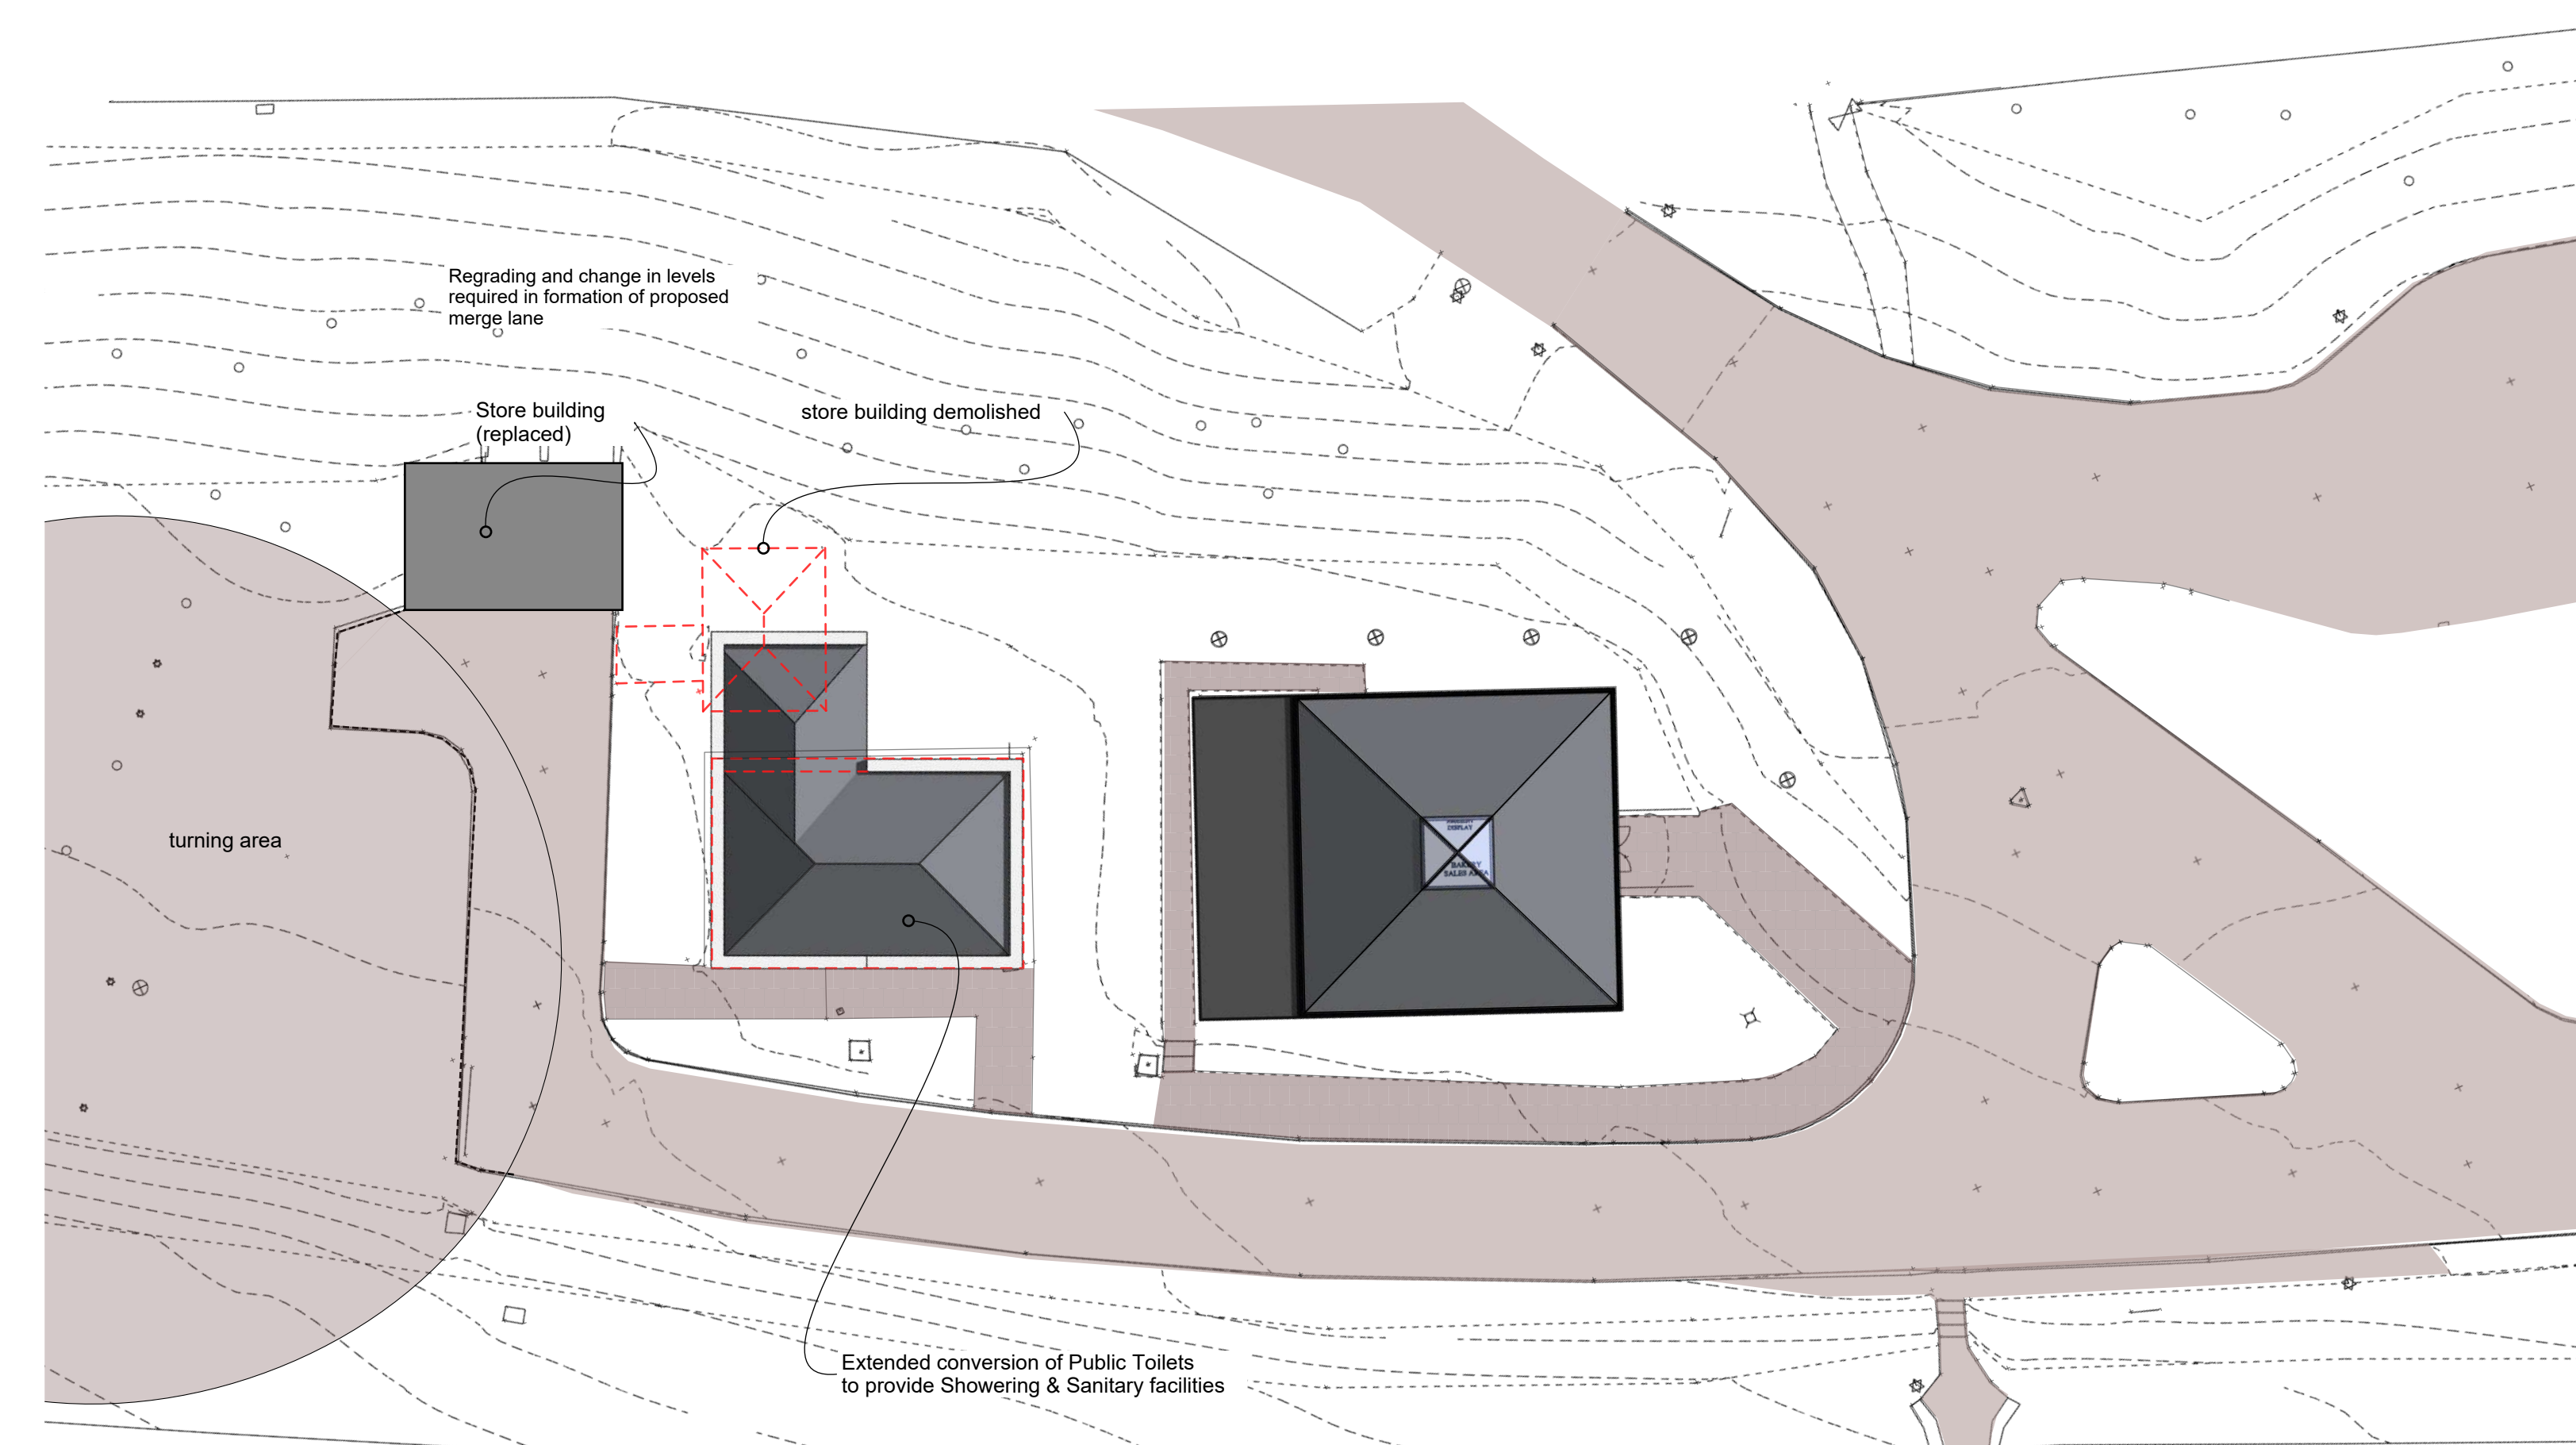 Regrading and change in levels
required in formation of proposed
merge lane
Store building
(replaced)
store building demolished
turning area
DISPLAY
BAKERY
SALES AREA
Extended conversion of Public Toilets
to provide Showering & Sanitary facilities